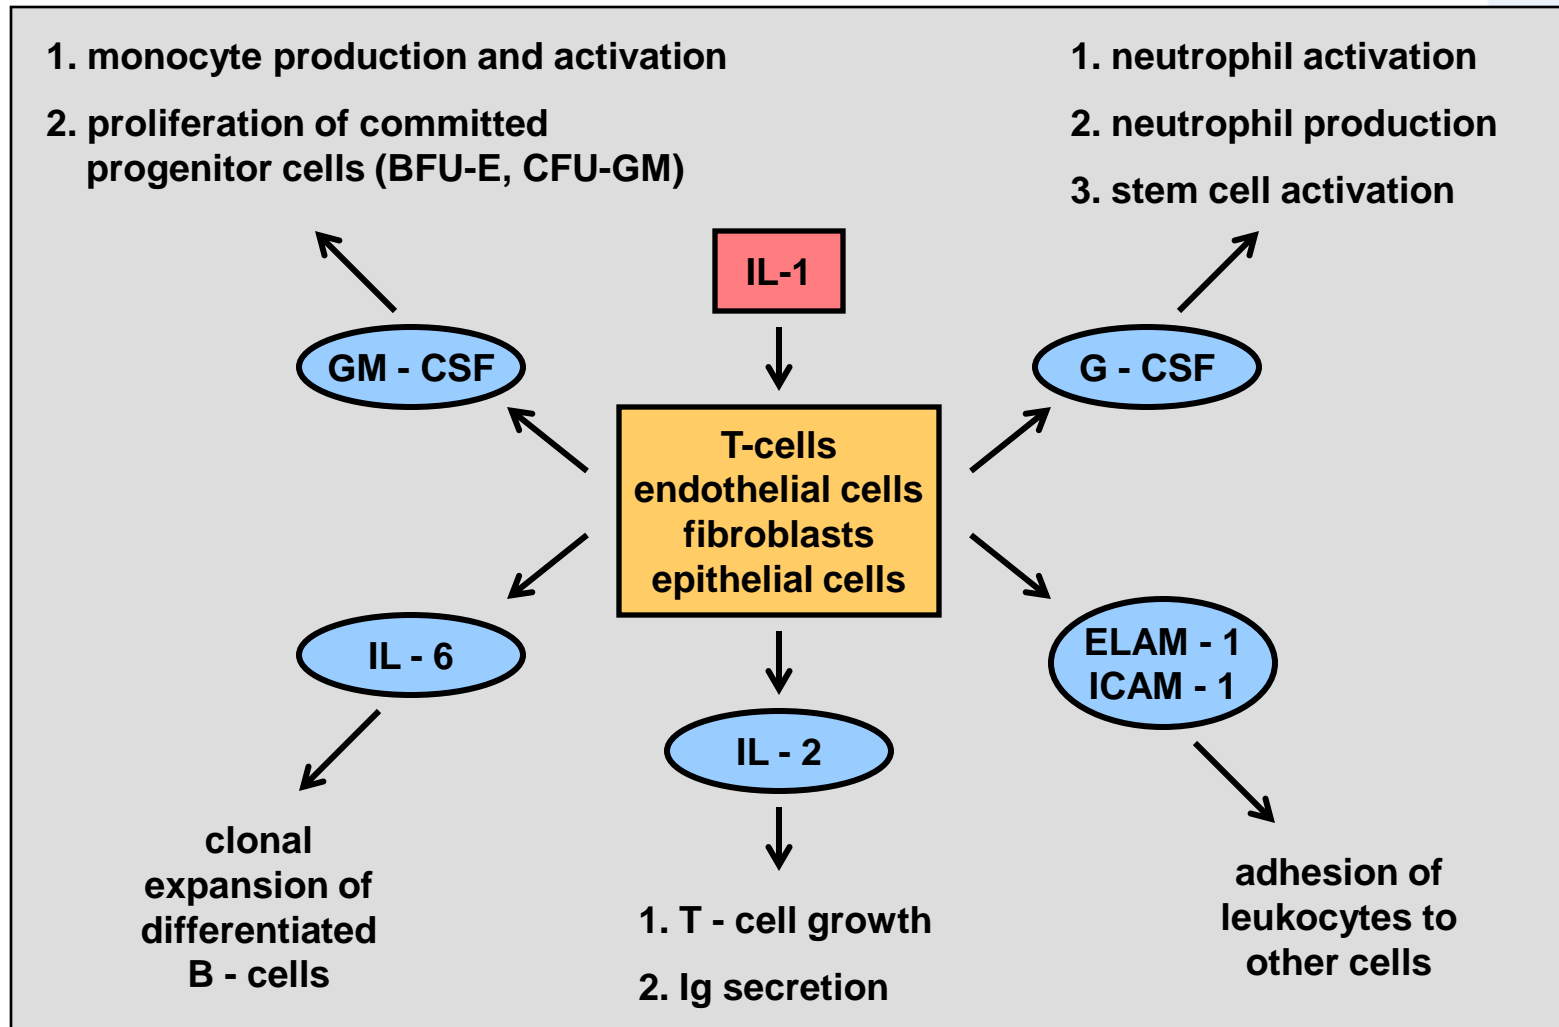 1. monocyte production and activation
2. proliferation of committed
progenitor cells (BFU-E, CFU-GM)
1. neutrophil activation
2. neutrophil production
3. stem cell activation
IL-1
GM - CSF
G - CSF
T-cells
endothelial cells
fibroblasts
epithelial cells
IL - 6
ELAM - 1
ICAM - 1
IL - 2
clonal
expansion of
differentiated
B - cells
1. T - cell growth
2. Ig secretion
adhesion of
leukocytes to
other cells